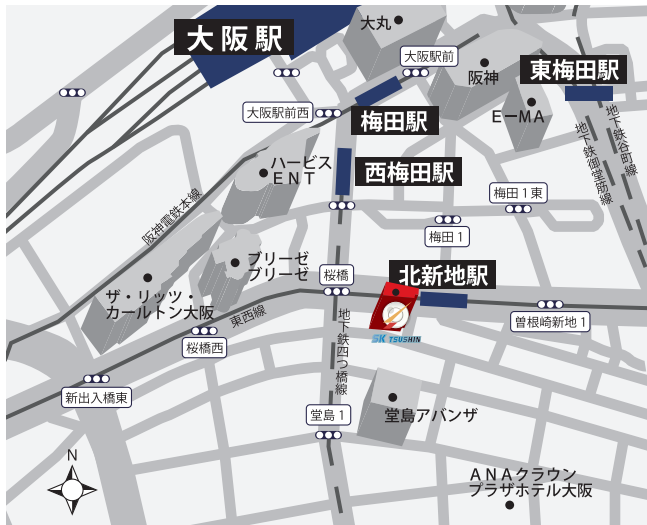 大阪駅
大丸
大阪駅前
阪神
東梅田駅
E－MA
大阪駅前西
梅田駅
地下鉄谷町線
地下鉄御堂筋線
ハービス
ENT
西梅田駅
梅田1東
阪神電鉄本線
梅田1
ブリーゼ
ブリーゼ
桜橋
北新地駅
ザ・リッツ・
カールトン大阪
東西線
曽根崎新地1
SK TSUSHIN
桜橋西
地下鉄四つ橋線
新出入橋東
堂島1
堂島アバンザ
N
ANAクラウン
プラザホテル大阪